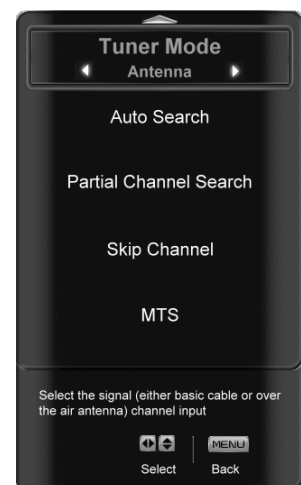 Tuner Mode
Antenna
Auto Search
Partial Channel Search
Skip Channel
MTS
Select the signal (either basic cable or over
the air antenna) channel input
MENU
Select Back